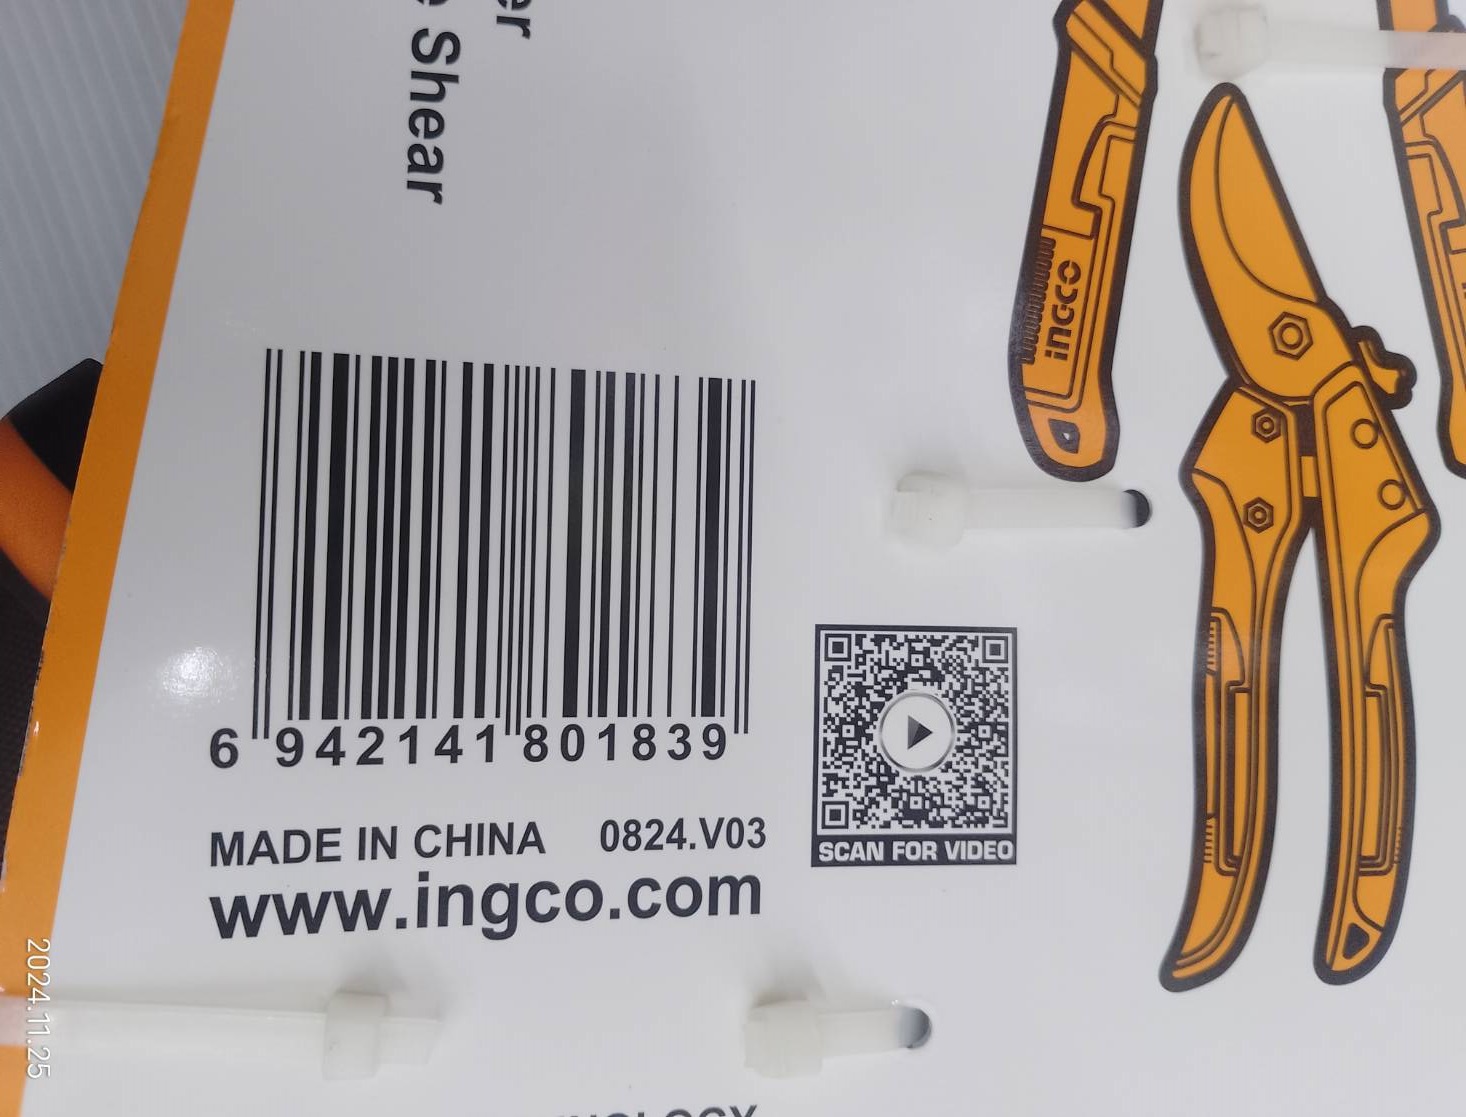 Shear
ingco
6 942141 801839
MADE IN CHINA 0824.V03
www.ingco.com
SCAN FOR VIDEO
2024.11.25